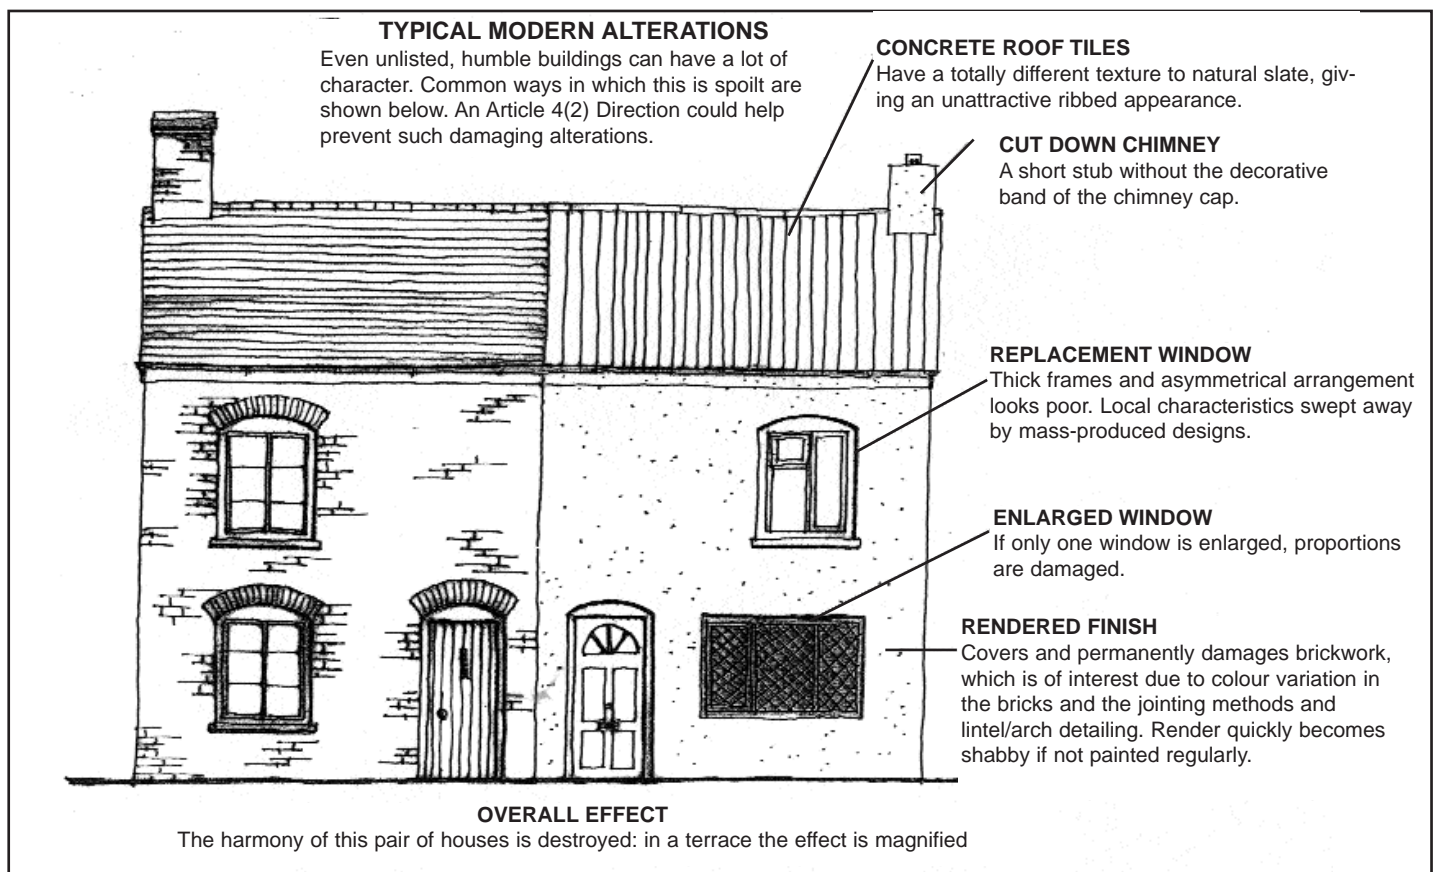 TYPICAL MODERN ALTERATIONS
Even unlisted, humble buildings can have a lot of
character. Common ways in which this is spoilt are
shown below. An Article 4(2) Direction could help
prevent such damaging alterations.
CONCRETE ROOF TILES
Have a totally different texture to natural slate, giv-
ing an unattractive ribbed appearance.
CUT DOWN CHIMNEY
A short stub without the decorative
band of the chimney cap.
REPLACEMENT WINDOW
Thick frames and asymmetrical arrangement
looks poor. Local characteristics swept away
by mass-produced designs.
ENLARGED WINDOW
If only one window is enlarged, proportions
are damaged.
RENDERED FINISH
Covers and permanently damages brickwork,
which is of interest due to colour variation in
the bricks and the jointing methods and
lintel/arch detailing. Render quickly becomes
shabby if not painted regularly.
OVERALL EFFECT
The harmony of this pair of houses is destroyed: in a terrace the effect is magnified